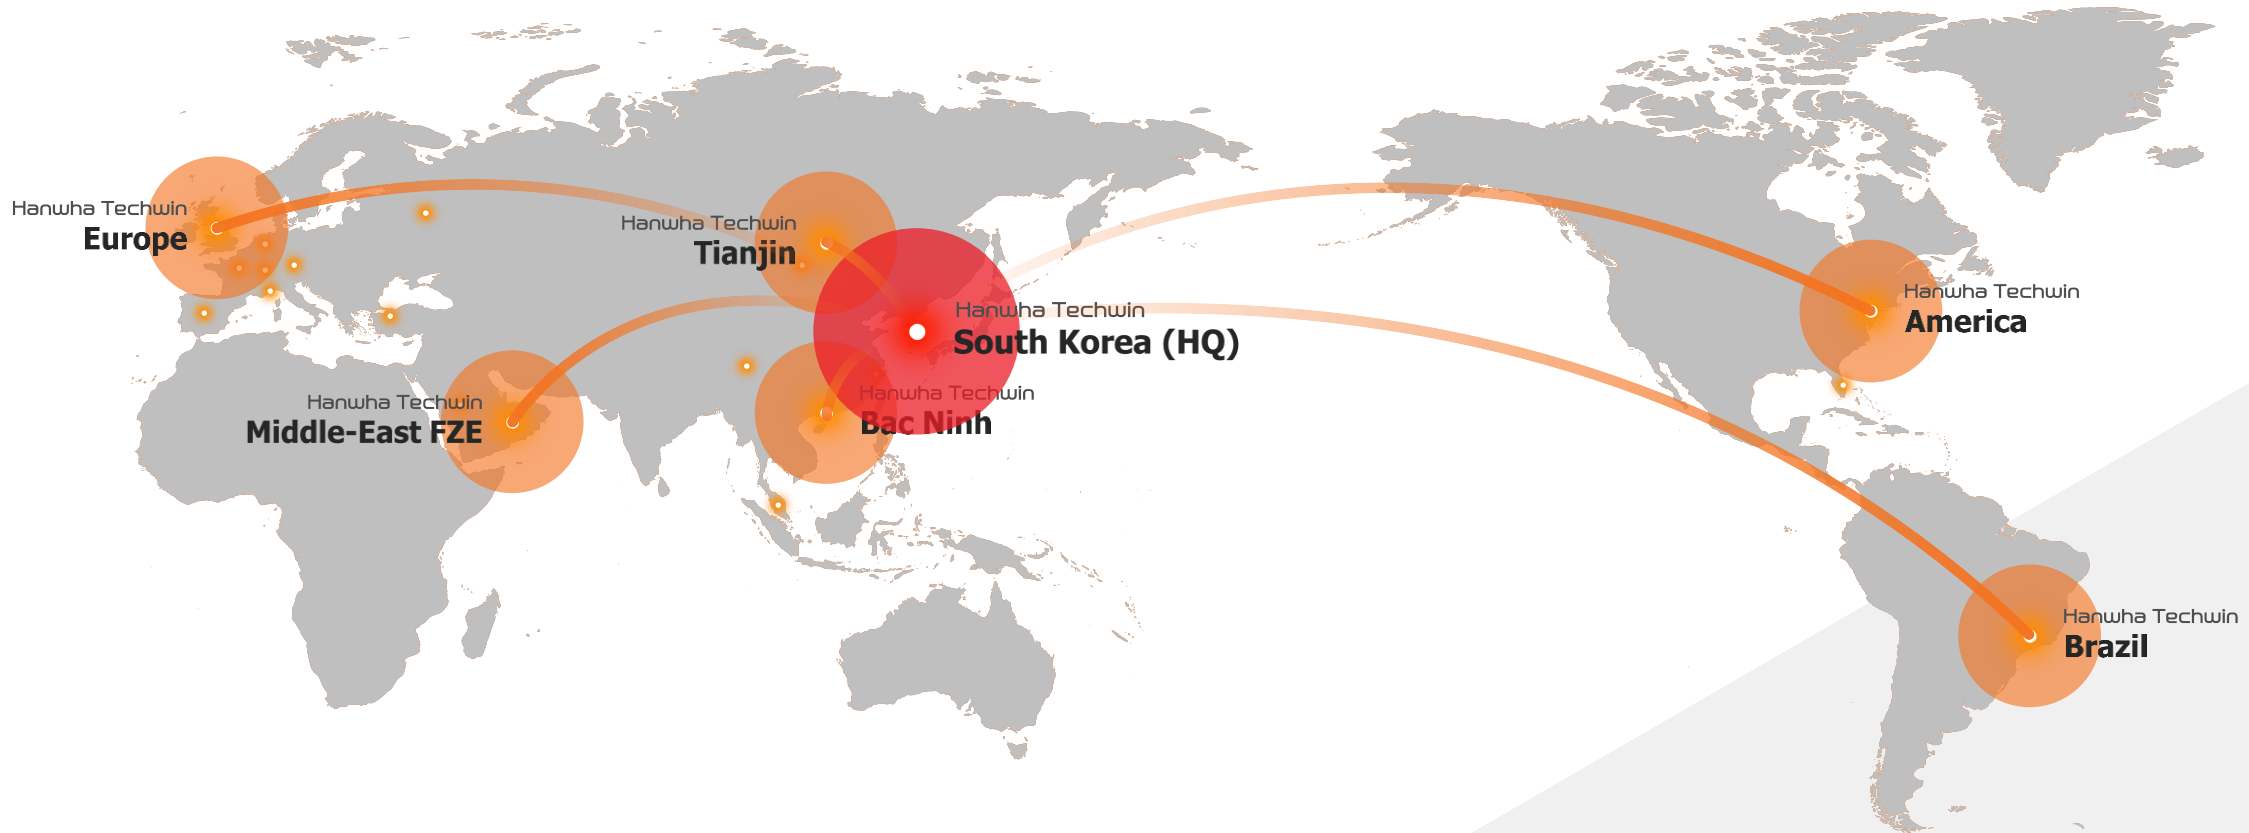 Hanwha Techwin
Europe
Hanwha Techwin
Tianjin
Hanwha Techwin
South Korea (HQ)
Hanwha Techwin
America
Hanwha Techwin
Middle-East FZE
Hanwha Techwin
Bac Ninh
Hanwha Techwin
Brazil